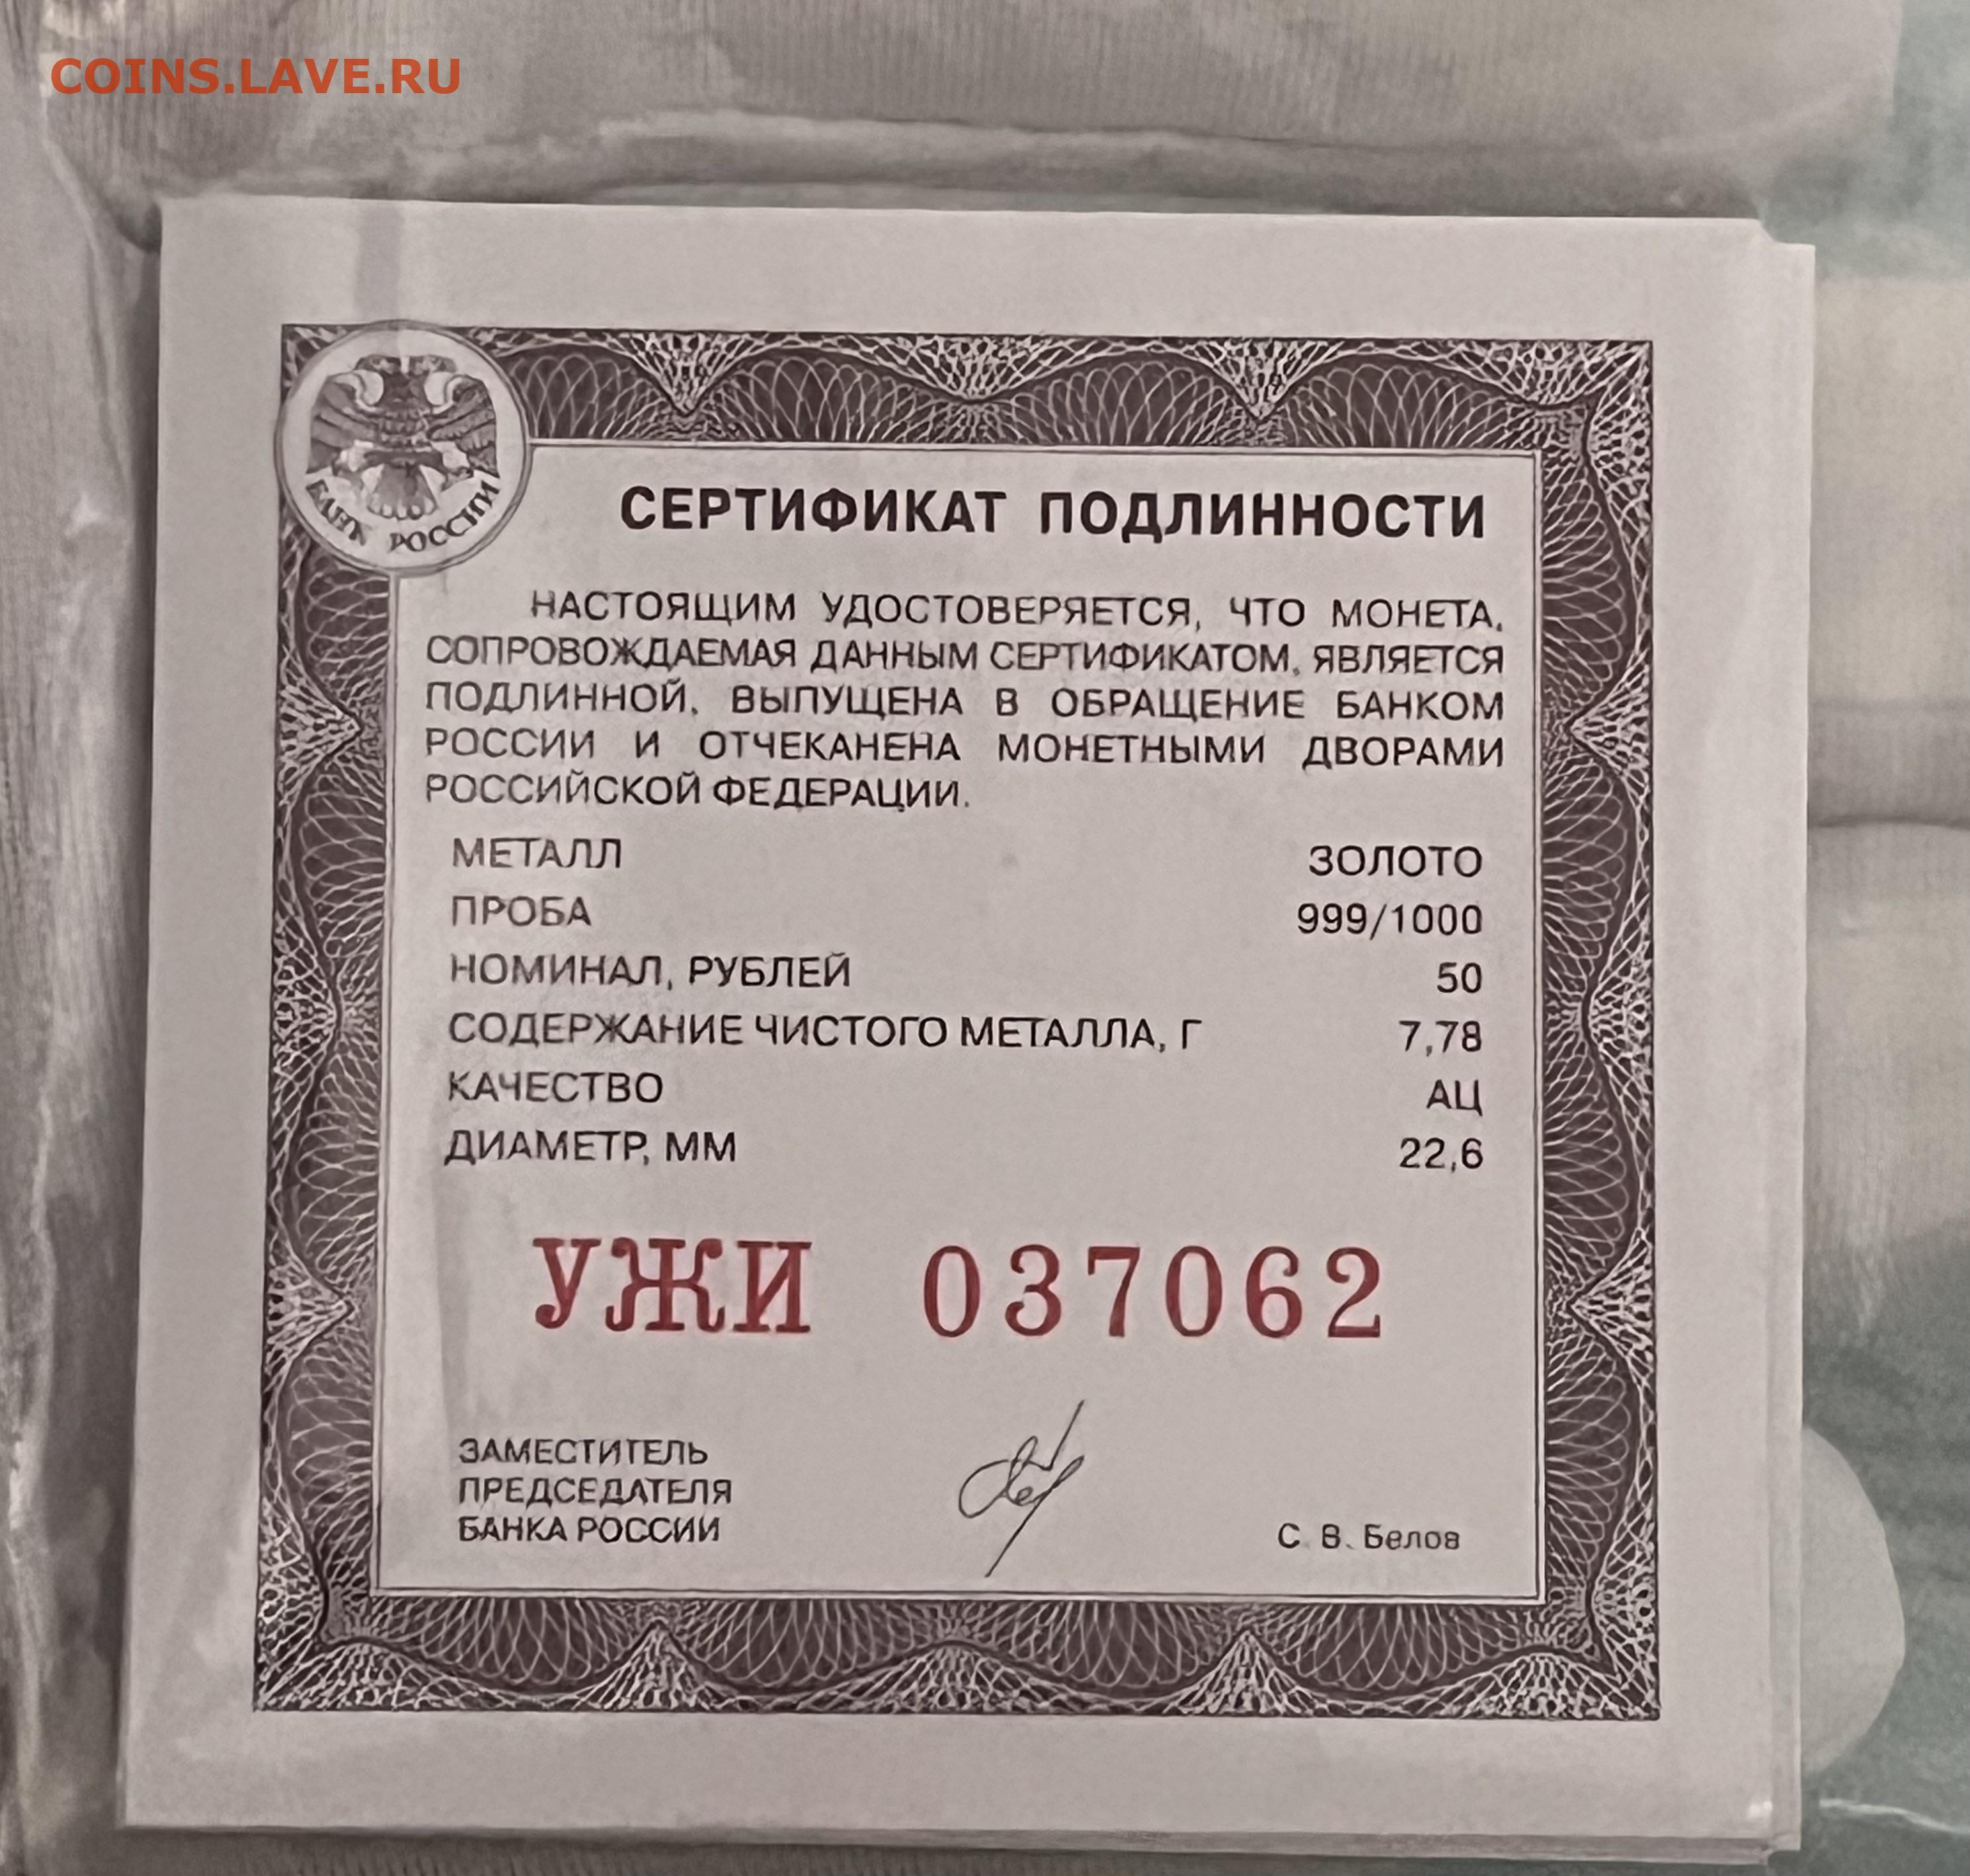 COINS.LAVE.RU
БАНК РОССИИ
СЕРТИФИКАТ ПОДЛИННОСТИ
НАСТОЯЩИМ УДОСТОВЕРЯЕТСЯ, ЧТО МОНЕТА,
СОПРОВОЖДАЕМАЯ ДАННЫМ СЕРТИФИКАТОМ, ЯВЛЯЕТСЯ
ПОДЛИННОЙ, ВЫПУЩЕНА В ОБРАЩЕНИЕ БАНКОМ
РОССИИ И ОТЧЕКАНЕНА МОНЕТНЫМИ ДВОРАМИ
РОССИЙСКОЙ ФЕДЕРАЦИИ.
МЕТАЛЛ ЗОЛОТО
ПРОБА 999/1000
НОМИНАЛ, РУБЛЕЙ 50
СОДЕРЖАНИЕ ЧИСТОГО МЕТАЛЛА, Г 7,78
КАЧЕСТВО АЦ
ДИАМЕТР, ММ 22,6
УЖИ 037062
ЗАМЕСТИТЕЛЬ
ПРЕДСЕДАТЕЛЯ
БАНКА РОССИИ С. В. Белов